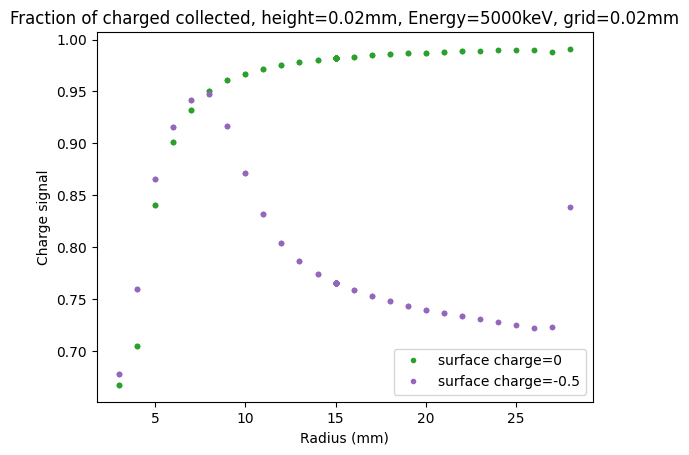 Fraction of charged collected, height=0.02mm, Energy=5000keV, grid=0.02mm
1.00
0.95
0.90
0.85
0.80
0.75
0.70
Charge signal
surface charge=0
surface charge=-0.5
5
10
15
20
25
Radius (mm)